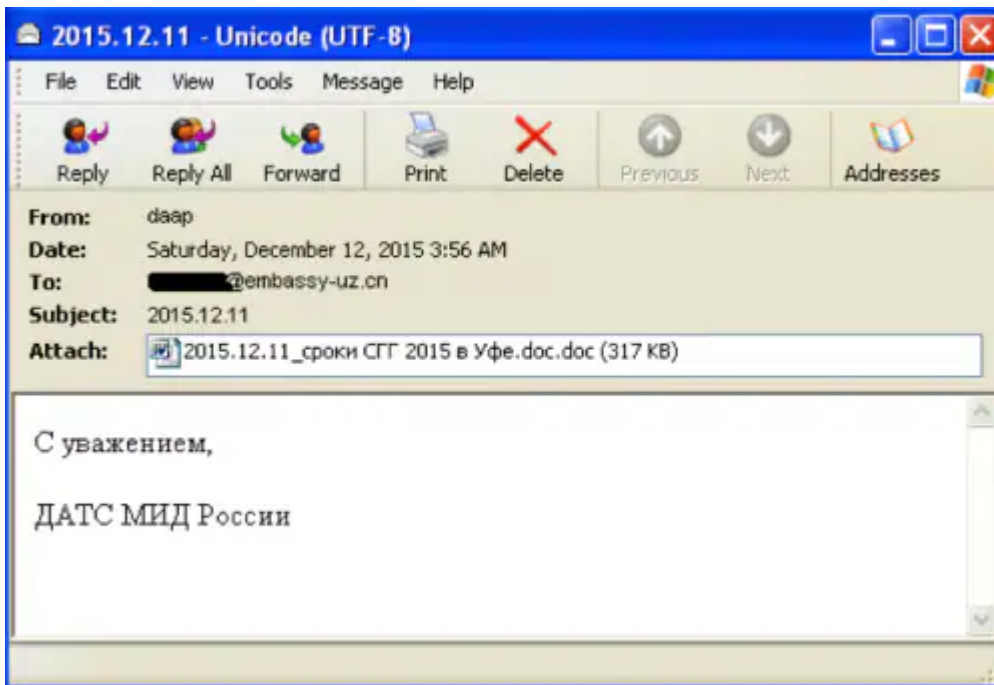 2015.12.11 - Unicode (UTF-8)
File Edit View Tools Message Help
Reply Reply All Forward Print Delete Previous Next Addresses
From: daap
Date: Saturday, December 12, 2015 3:56 AM
To: @embassy-uz.cn
Subject: 2015.12.11
Attach: 2015.12.11_сроки СГГ 2015 в Уфе.doc.doc (317 KB)
С уважением,
ДАТС МИД России